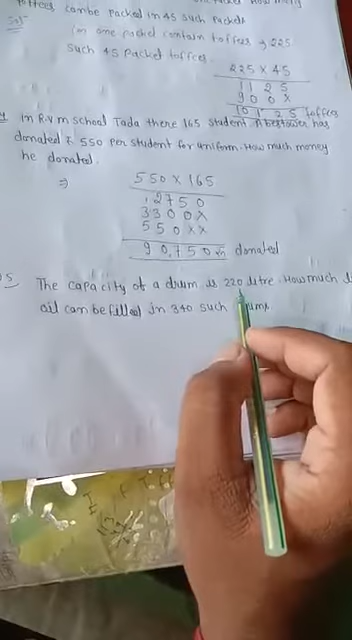 toffees can be packed in 45 such packets
Sol:-
in one packet contain toffees = 225
such 45 packet toffees.
225 × 45
1125
900×
10125 toffees
In R.V.m school Tada there 165 student. A has
donated ₹ 550 per student for uniform. How much money
he donated.
⇒
550 × 165
2750
3300×
550××
90,750 donated
5
The capacity of a drum is 220 litre. How much
oil can be filled in 340 such